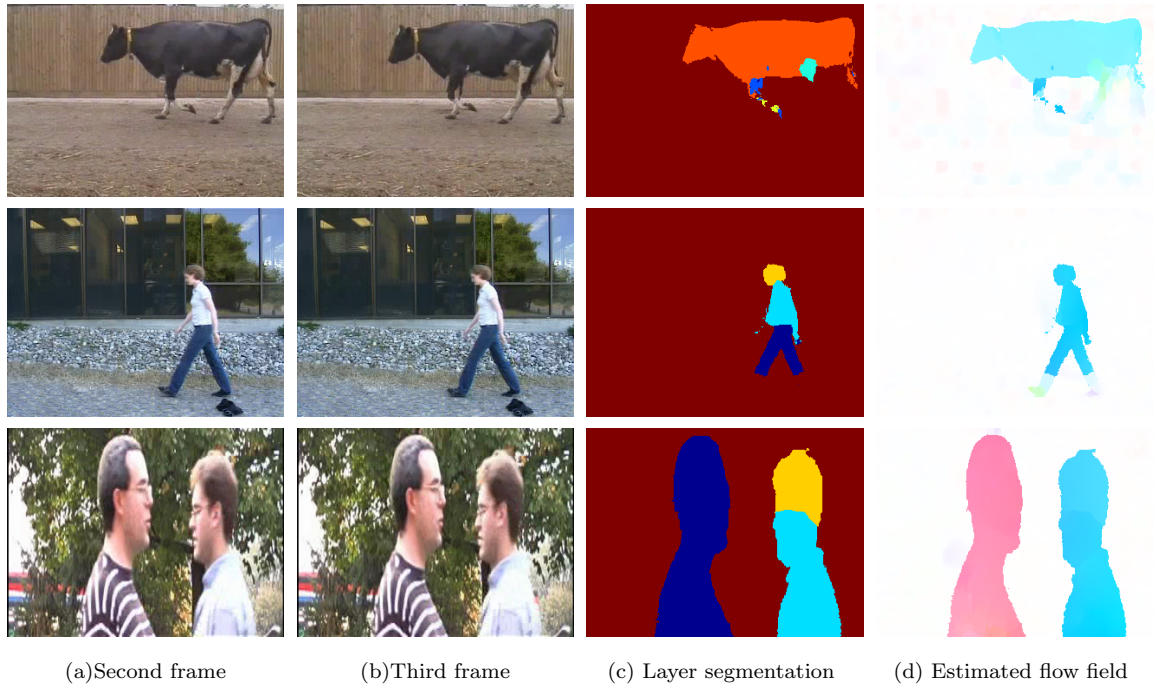 (a)Second frame
(b)Third frame
(c) Layer segmentation
(d) Estimated flow field